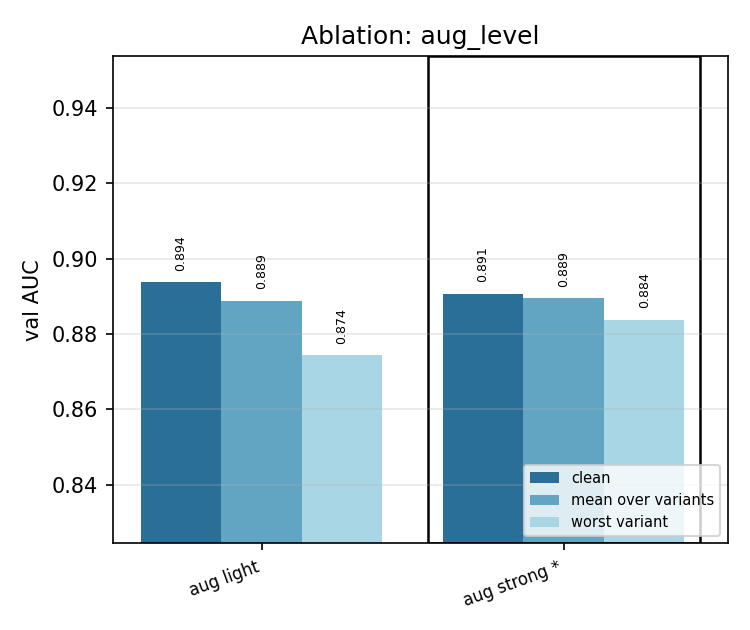 Ablation: aug_level
val AUC
0.94
0.92
0.90
0.88
0.86
0.84
0.894
0.889
0.874
0.891
0.889
0.884
clean
mean over variants
worst variant
aug light
aug strong *